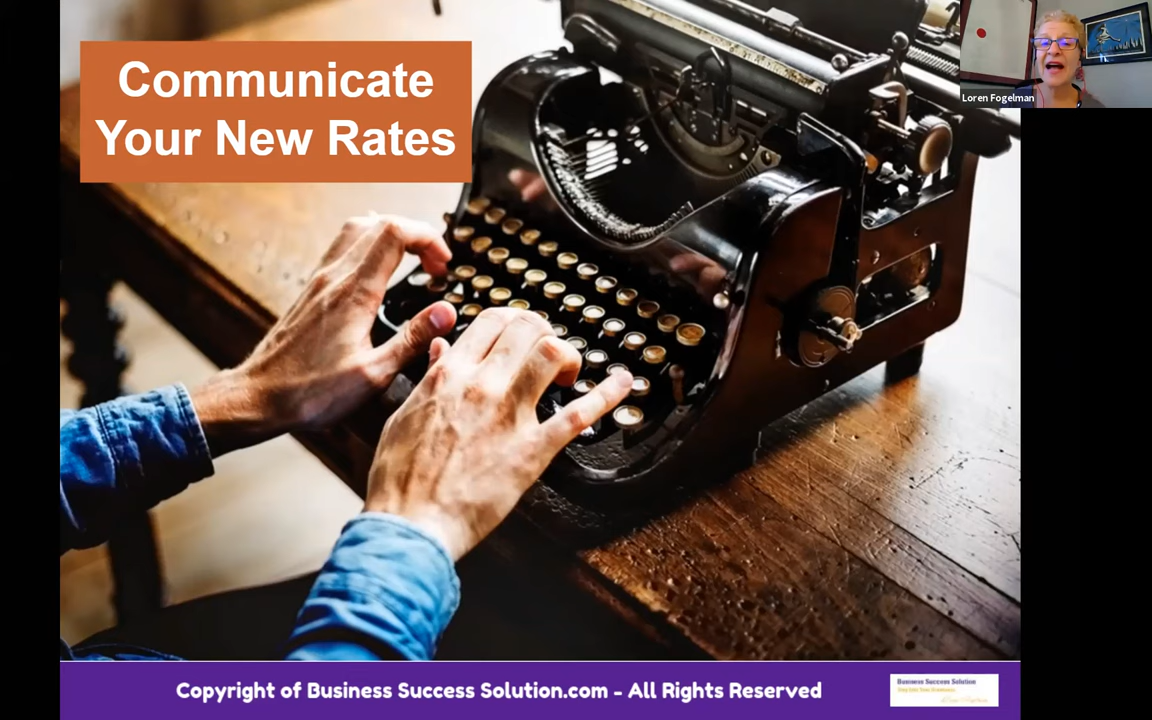 Communicate
Your New Rates
Loren Fogelman
Copyright of Business Success Solution.com - All Rights Reserved
Business Success Solution